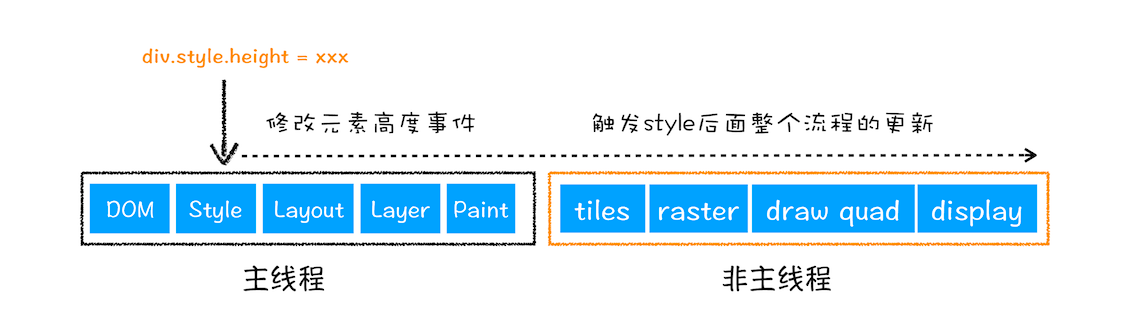 div.style.height = xxx
修改元素高度事件
触发style后面整个流程的更新
DOM
Style
Layout
Layer
Paint
tiles
raster
draw quad
display
主线程
非主线程